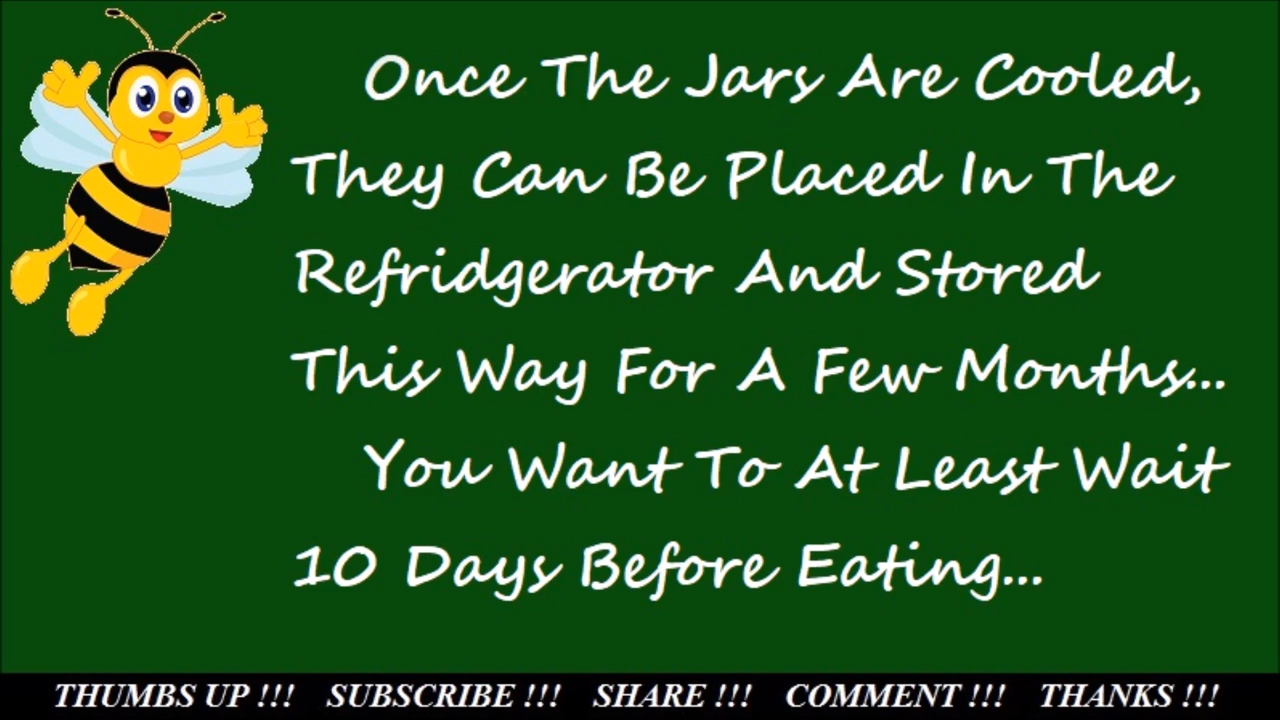 Once The Jars Are Cooled,
They Can Be Placed In The
Refridgerator And Stored
This Way For A Few Months...
You Want To At Least Wait
10 Days Before Eating...
THUMBS UP !!! SUBSCRIBE !!! SHARE !!! COMMENT !!! THANKS !!!